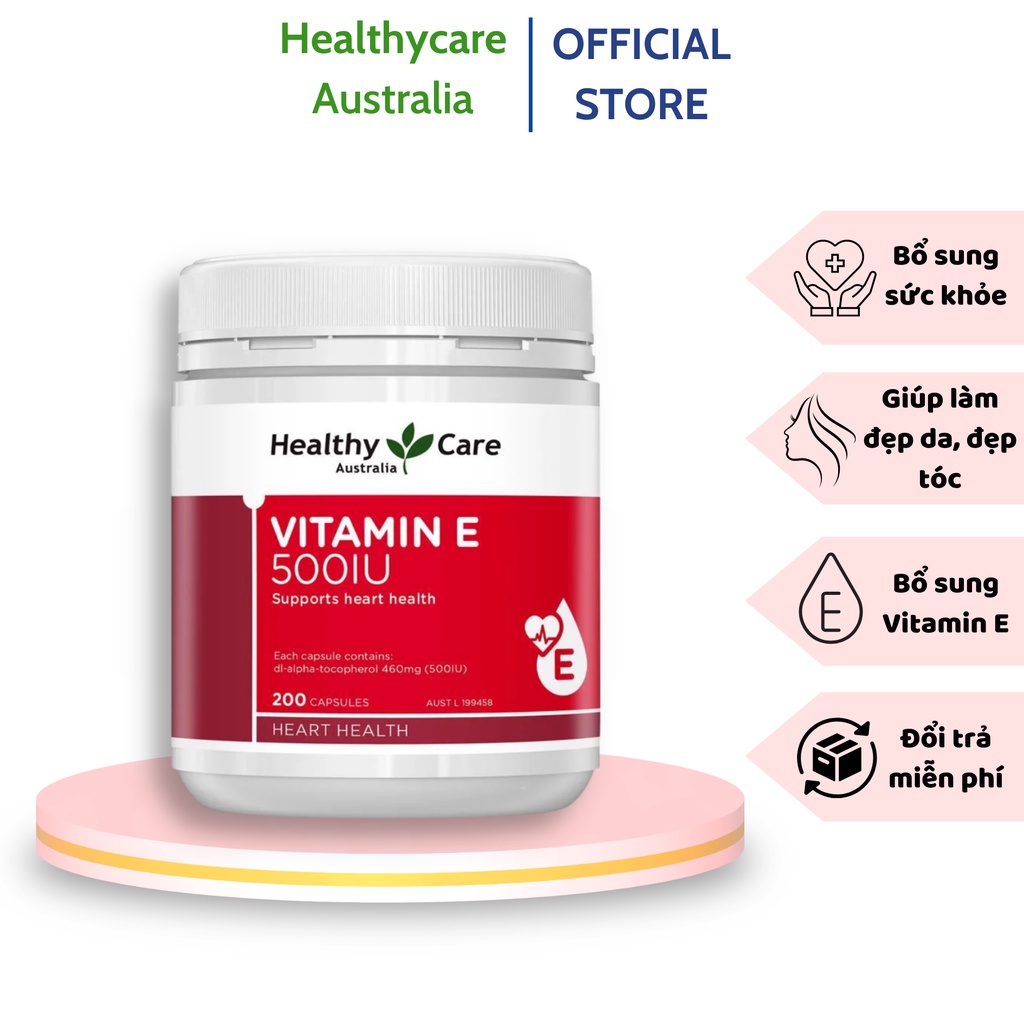 Healthycare
Australia
OFFICIAL
STORE
Healthy Care
Australia
VITAMIN E
500IU
Supports heart health
E
Each capsule contains:
dl-alpha-tocopherol 460mg (500IU)
200 CAPSULES
AUST L 199458
HEART HEALTH
Bổ sung
sức khỏe
Giúp làm
đẹp da, đẹp
tóc
E
Bổ sung
Vitamin E
Đổi trả
miễn phí